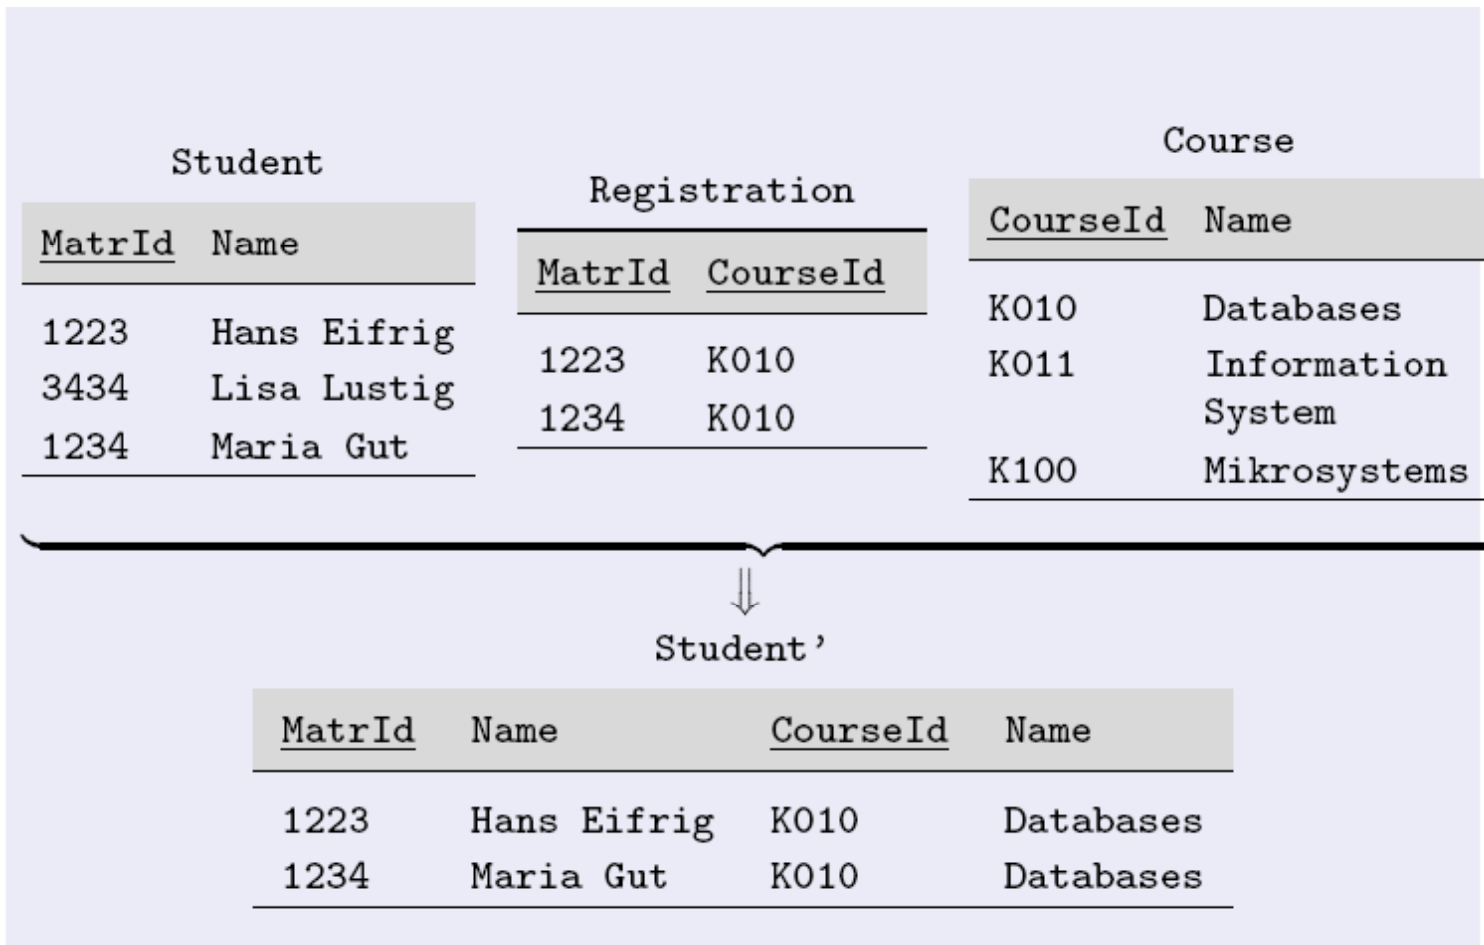 Student
MatrId Name
1223 Hans Eifrig
3434 Lisa Lustig
1234 Maria Gut
Registration
MatrId CourseId
1223 K010
1234 K010
Course
CourseId Name
K010 Databases
K011 Information
System
K100 Mikrosystems
⇓
Student'
MatrId Name CourseId Name
1223 Hans Eifrig K010 Databases
1234 Maria Gut K010 Databases